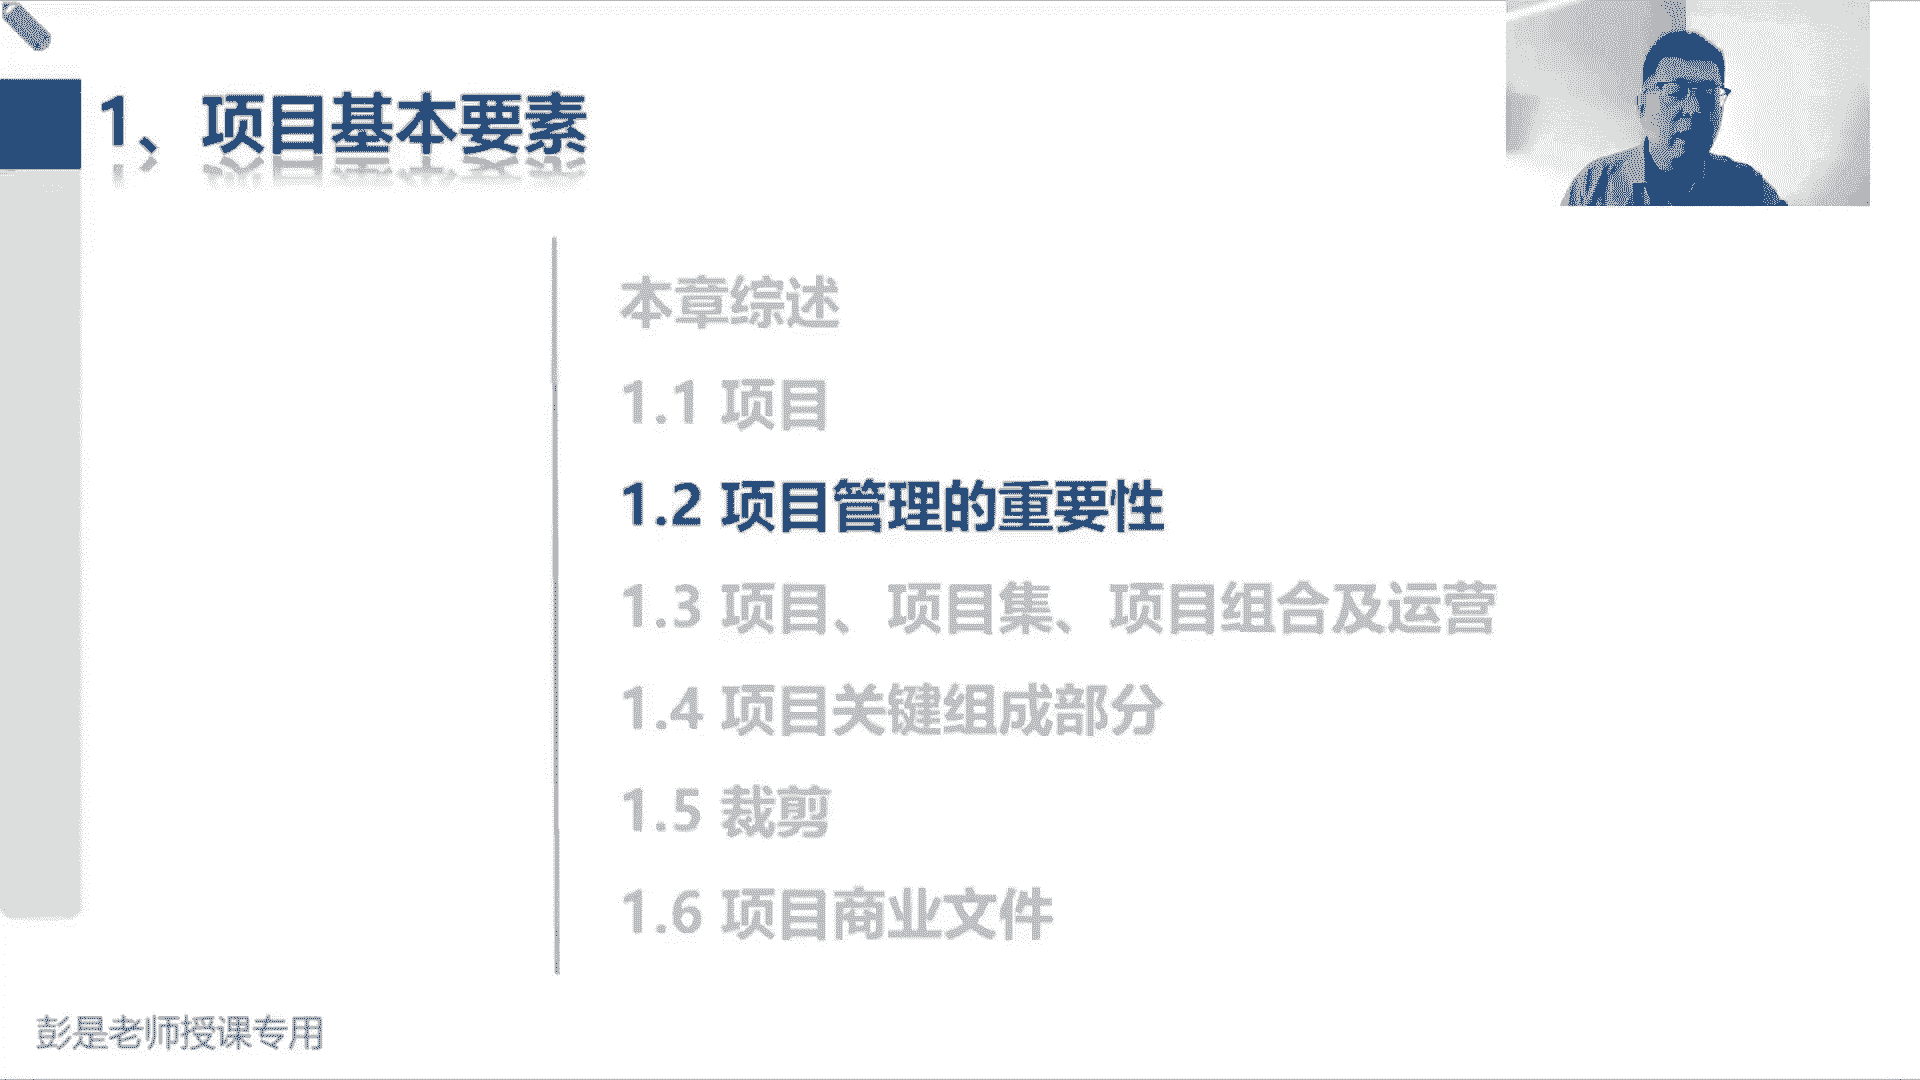 1、项目基本要素
本章综述
1.1 项目
1.2 项目管理的重要性
1.3 项目、项目集、项目组合及运营
1.4 项目关键组成部分
1.5 裁剪
1.6 项目商业文件
彭是老师授课专用